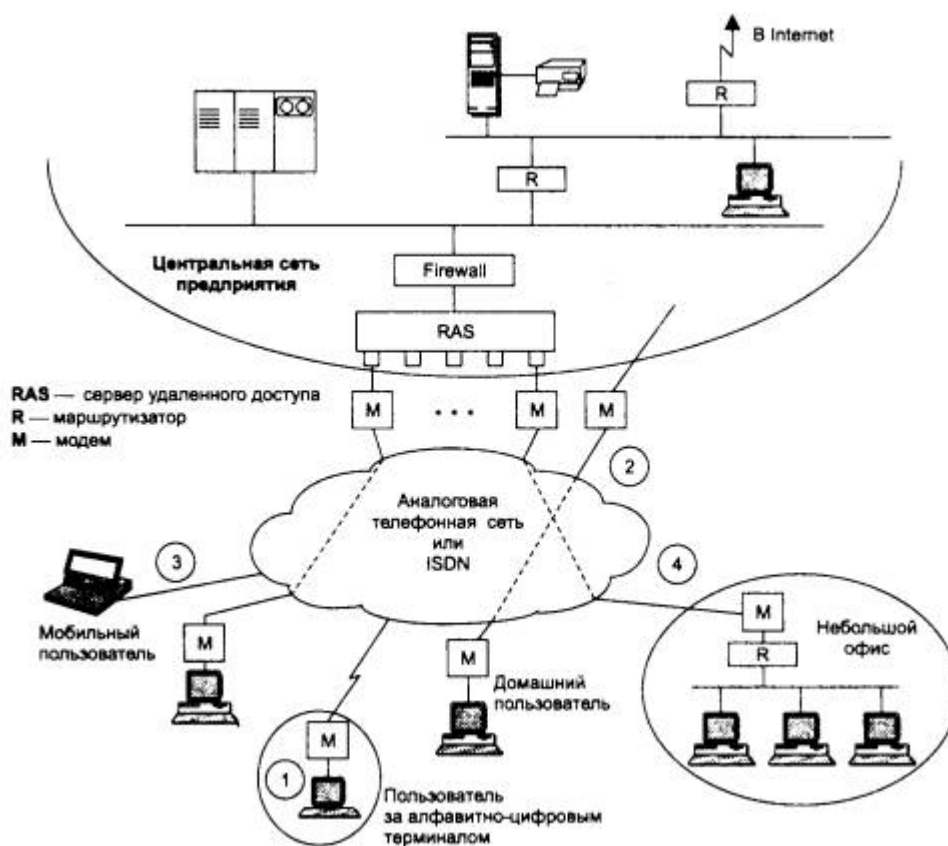 В Internet
R
R
Центральная сеть
предприятия
Firewall
RAS
RAS — сервер удаленного доступа
R — маршрутизатор
M — модем
M
. . .
M
M
2
Аналоговая
телефонная сеть
или
ISDN
3
4
Мобильный
пользователь
M
M
Домашний
пользователь
M
R
Небольшой
офис
M
1
Пользователь
за алфавитно-цифровым
терминалом